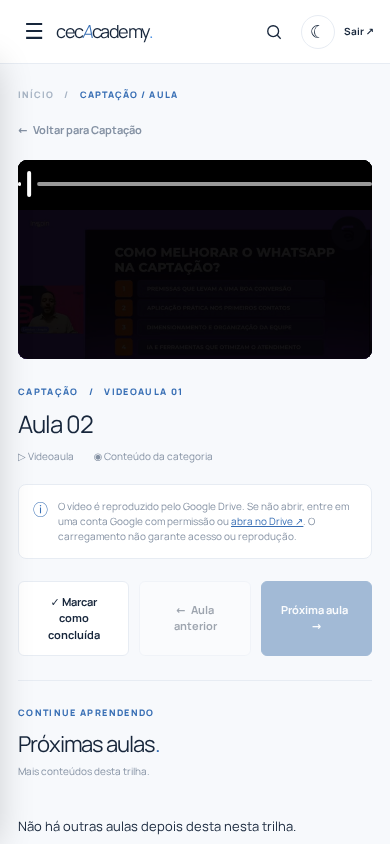 cecAcademy.
Sair ↗
INÍCIO / CAPTAÇÃO / AULA
← Voltar para Captação
COMO MELHORAR O WHATSAPP
NA CAPTAÇÃO?
CAPTAÇÃO / VIDEOAULA 01
Aula 02
▷ Videoaula ◉ Conteúdo da categoria
O vídeo é reproduzido pelo Google Drive. Se não abrir, entre em
uma conta Google com permissão ou abra no Drive ↗. O
carregamento não garante acesso ou reprodução.
✓ Marcar
como
concluída
← Aula
anterior
Próxima aula
→
CONTINUE APRENDENDO
Próximas aulas.
Mais conteúdos desta trilha.
Não há outras aulas depois desta nesta trilha.